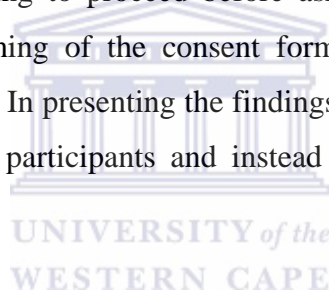 ing to proceed before as
ning of the consent form
In presenting the findings
participants and instead
UNIVERSITY of the
WESTERN CAPE